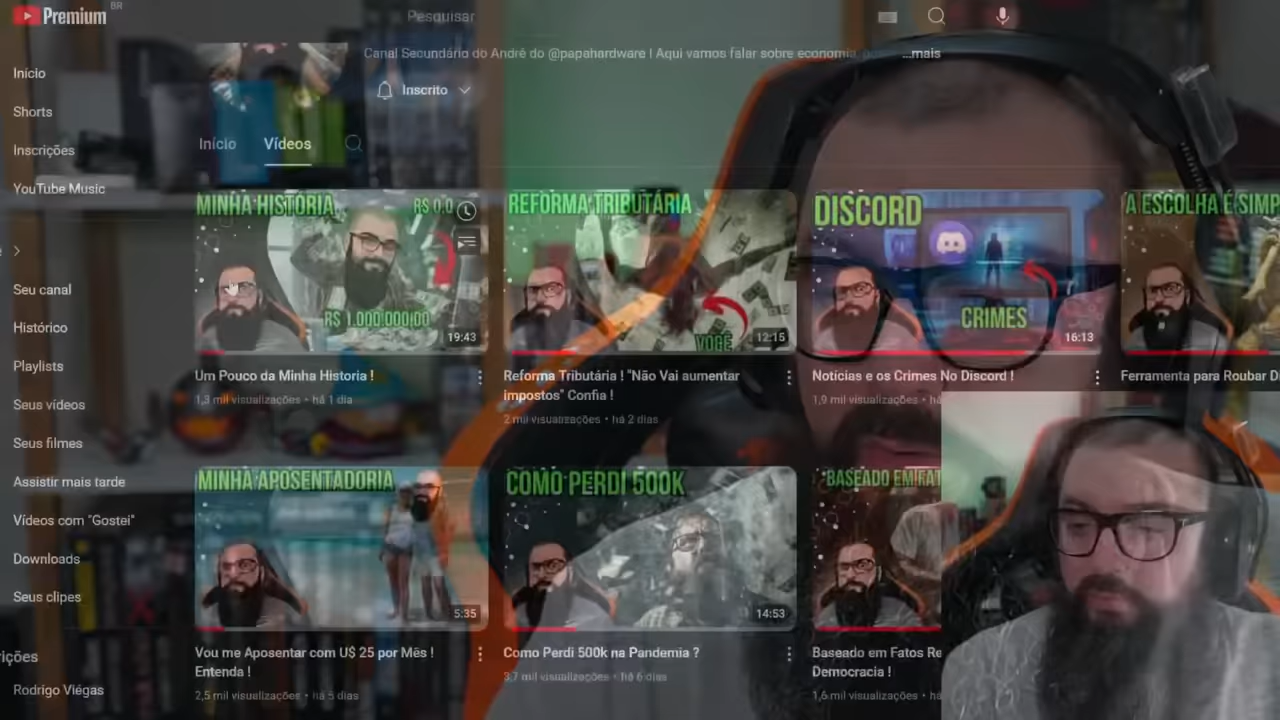 Premium BR
Pesquisar
Canal Secundário do André do @papahardware ! Aqui vamos falar sobre economia, ...mais
Início
Shorts
Inscrito
Inscrições
Início Vídeos
YouTube Music
Seu canal
Histórico
Playlists
Seus vídeos
Seus filmes
Assistir mais tarde
Vídeos com "Gostei"
Downloads
Seus clipes
rições
Rodrigo Viégas
MINHA HISTÓRIA
R$ 0,0
R$ 1.000.000,00
19:43
Um Pouco da Minha Historia !
1,3 mil visualizações • há 1 dia
REFORMA TRIBUTÁRIA
VOCÊ
12:15
Reforma Tributária ! "Não Vai aumentar
impostos" Confia !
2 mil visualizações • há 2 dias
DISCORD
CRIMES
16:13
Notícias e os Crimes No Discord !
1,9 mil visualizações • há
A ESCOLHA É SIMP
Ferramenta para Roubar D
MINHA APOSENTADORIA
5:35
Vou me Aposentar com U$ 25 por Mês !
Entenda !
2,5 mil visualizações • há 5 dias
COMO PERDI 500K
14:53
Como Perdi 500k na Pandemia ?
3,7 mil visualizações • há 6 dias
BASEADO EM FAT
Baseado em Fatos Re
Democracia !
1,6 mil visualizações • há